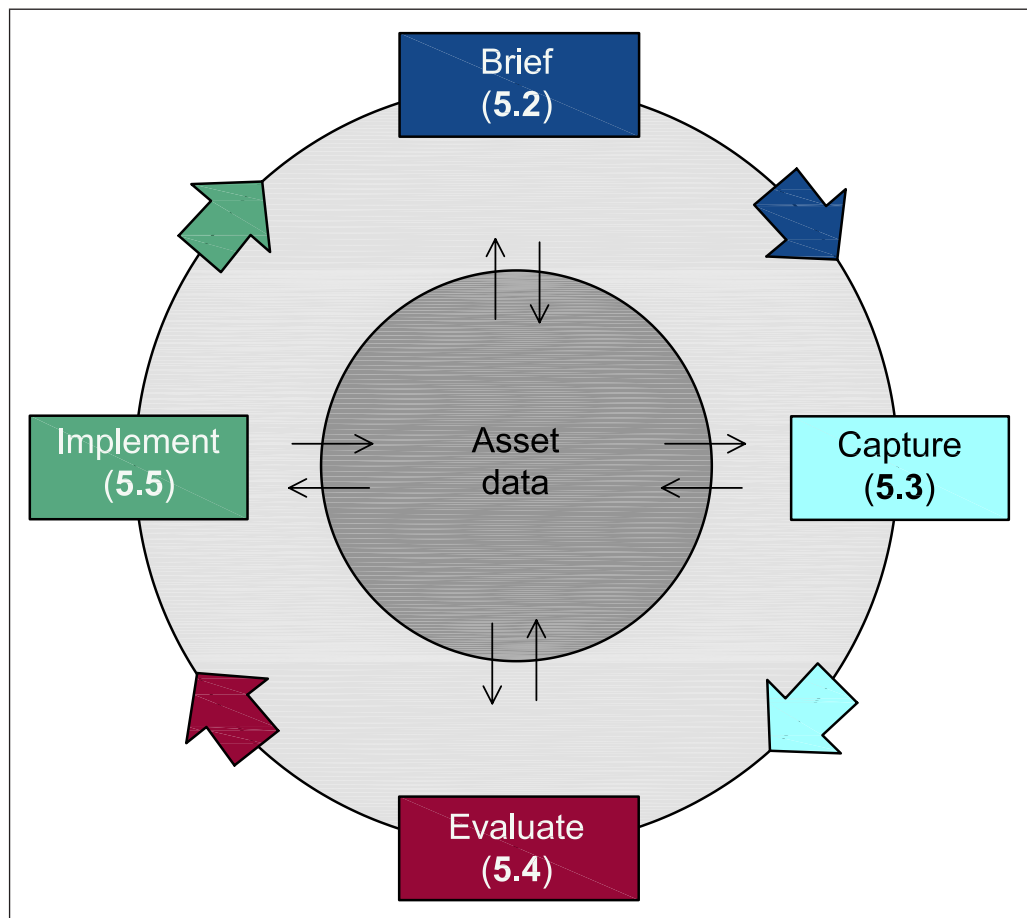 Brief
(5.2)
Implement
(5.5)
Asset
data
Capture
(5.3)
Evaluate
(5.4)